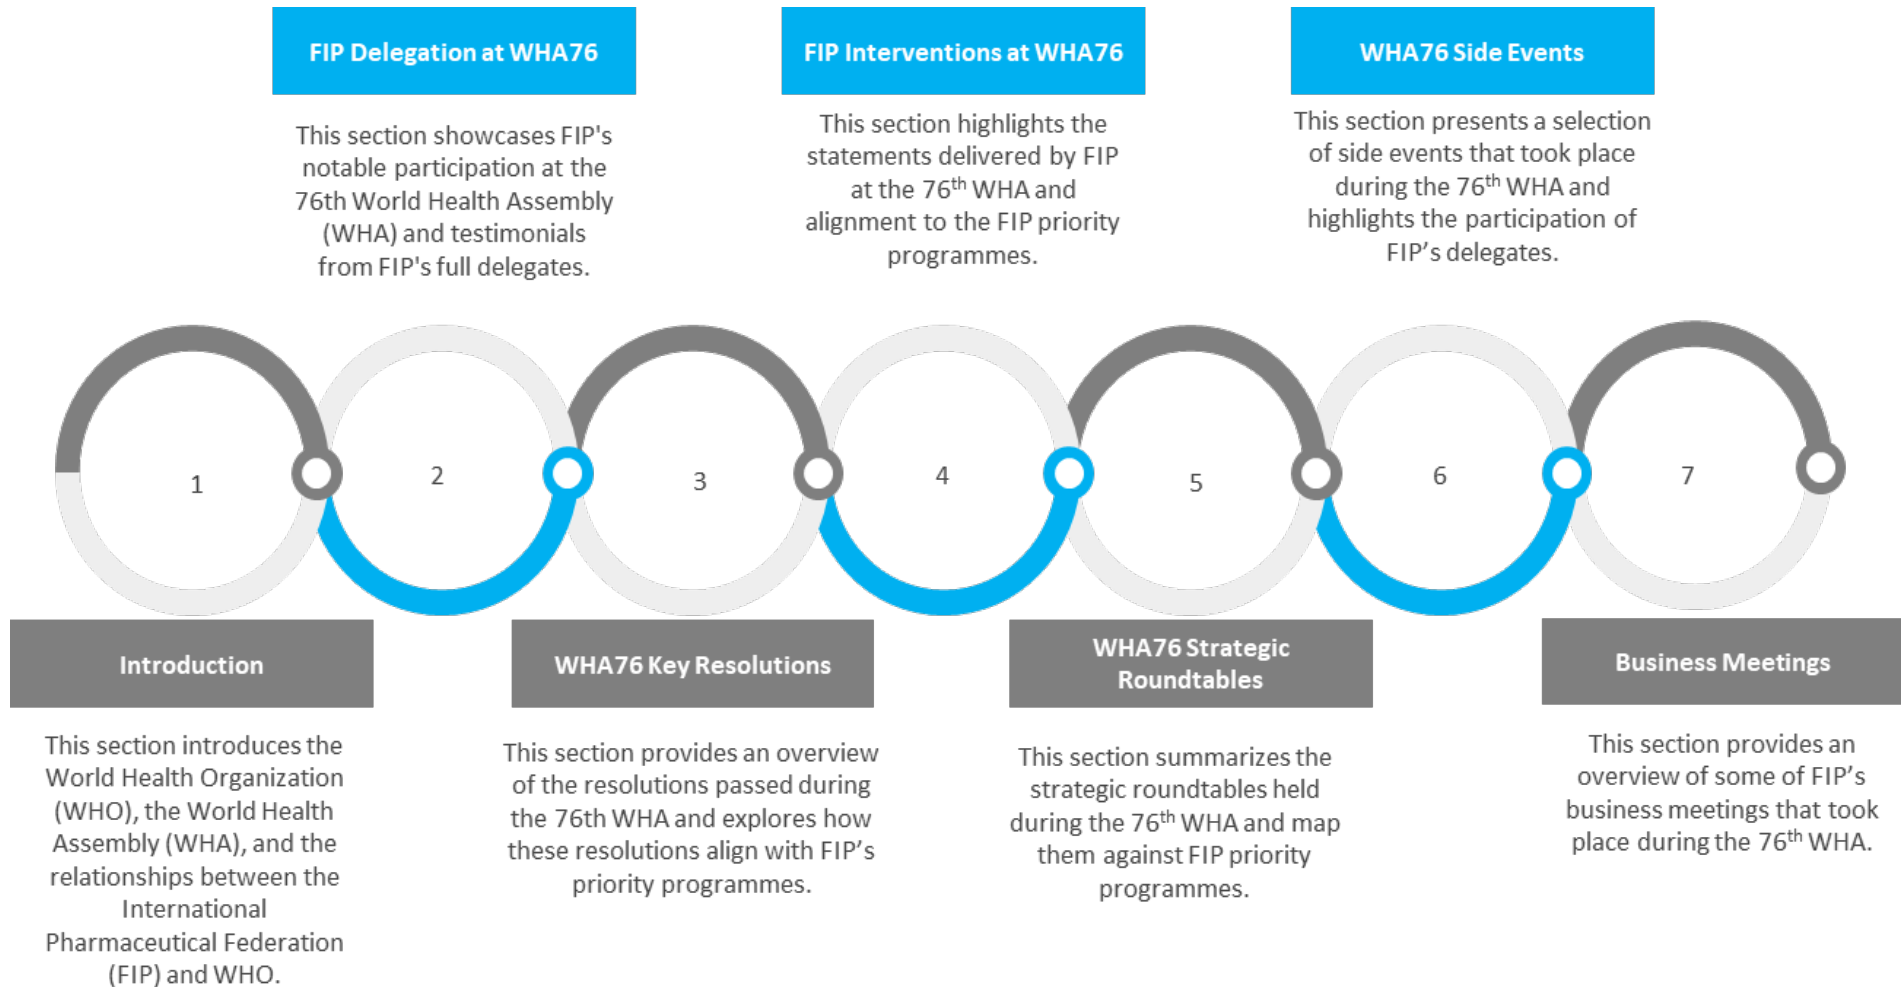 FIP Delegation at WHA76
This section showcases FIP's
notable participation at the
76th World Health Assembly
(WHA) and testimonials
from FIP's full delegates.
FIP Interventions at WHA76
This section highlights the
statements delivered by FIP
at the 76th WHA and
alignment to the FIP priority
programmes.
WHA76 Side Events
This section presents a selection
of side events that took place
during the 76th WHA and
highlights the participation of
FIP’s delegates.
1
2
3
4
5
6
7
Introduction
This section introduces the
World Health Organization
(WHO), the World Health
Assembly (WHA), and the
relationships between the
International
Pharmaceutical Federation
(FIP) and WHO.
WHA76 Key Resolutions
This section provides an overview
of the resolutions passed during
the 76th WHA and explores how
these resolutions align with FIP’s
priority programmes.
WHA76 Strategic
Roundtables
This section summarizes the
strategic roundtables held
during the 76th WHA and map
them against FIP priority
programmes.
Business Meetings
This section provides an
overview of some of FIP’s
business meetings that took
place during the 76th WHA.